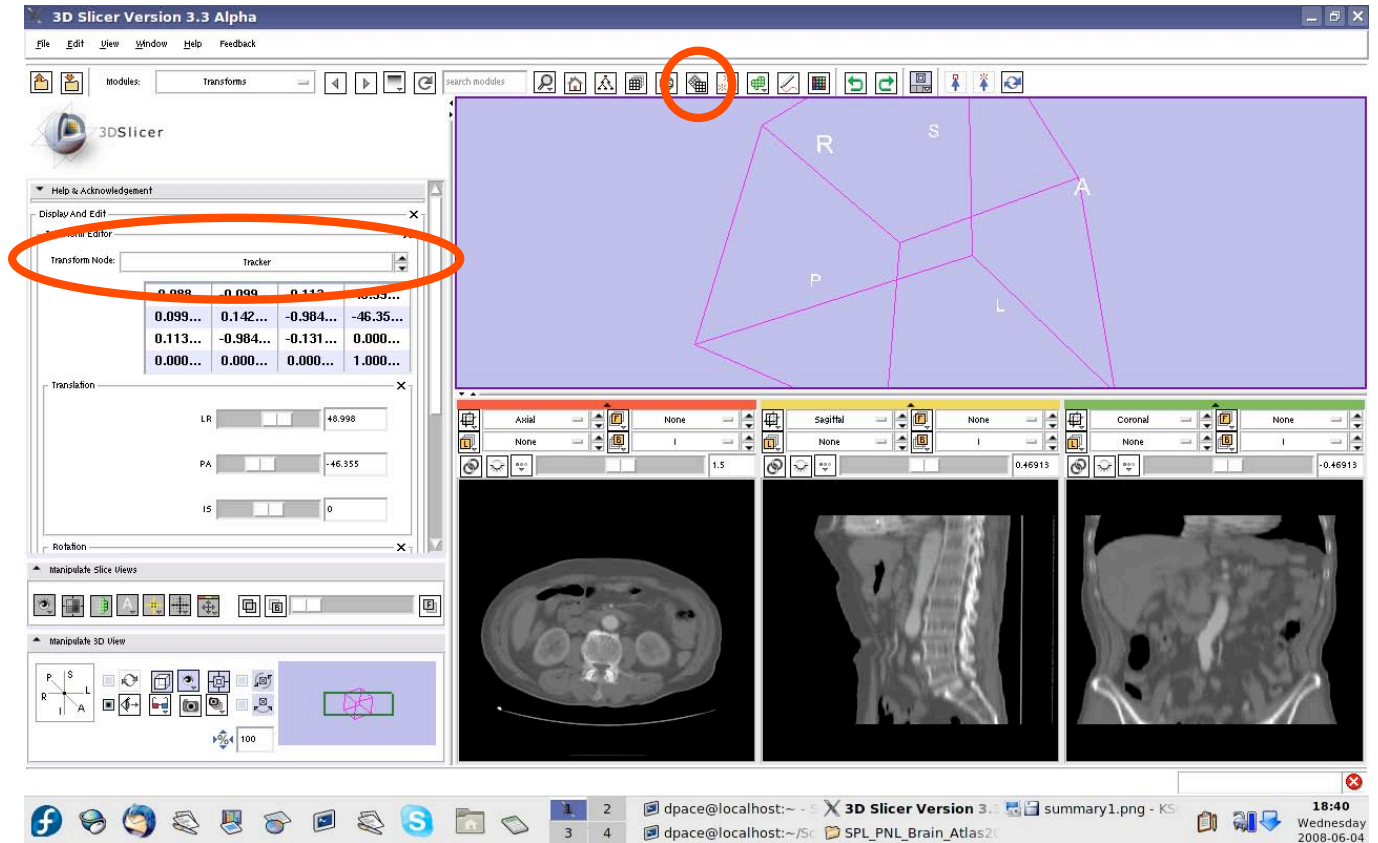 3D Slicer Version 3.3 Alpha
File Edit View Window Help Feedback
Modules: Transforms search modules
3DSlicer
Help & Acknowledgement
Display And Edit
Transform Editor
Transform Node: Tracker
-0.099...
0.099... 0.142... -0.984... -46.35...
0.113... -0.984... -0.131... 0.000...
0.000... 0.000... 0.000... 1.000...
Translation
LR 48.998
PA -46.355
IS 0
Rotation
Manipulate Slice Views
F
Manipulate 3D View
P S
R L
I A
% 100
R S A P L
Axial F None
L None B I
1.5
Sagittal F None
L None B I
0.46913
Coronal F None
L None B I
-0.46913
1 2
3 4
dpace@localhost:~ - S
3D Slicer Version 3.
summary1.png - KS
dpace@localhost:~/Sc
SPL_PNL_Brain_Atlas20
18:40
Wednesday
2008-06-04